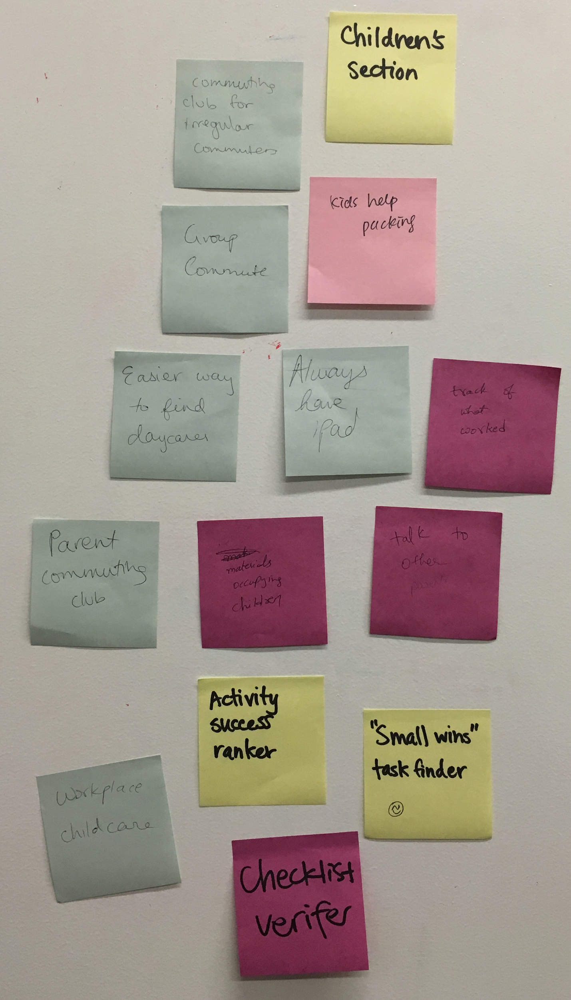 Children's
section
commuting
club for
irregular
commuters
kids help
packing
Group
Commute
Easier way
to find
daycares
Always
have
ipad
track of
what
worked
Parent
commuting
club
materials
occupying
children
talk to
other
parents
Activity
success
ranker
"Small wins"
task finder
Workplace
childcare
Checklist
verifer